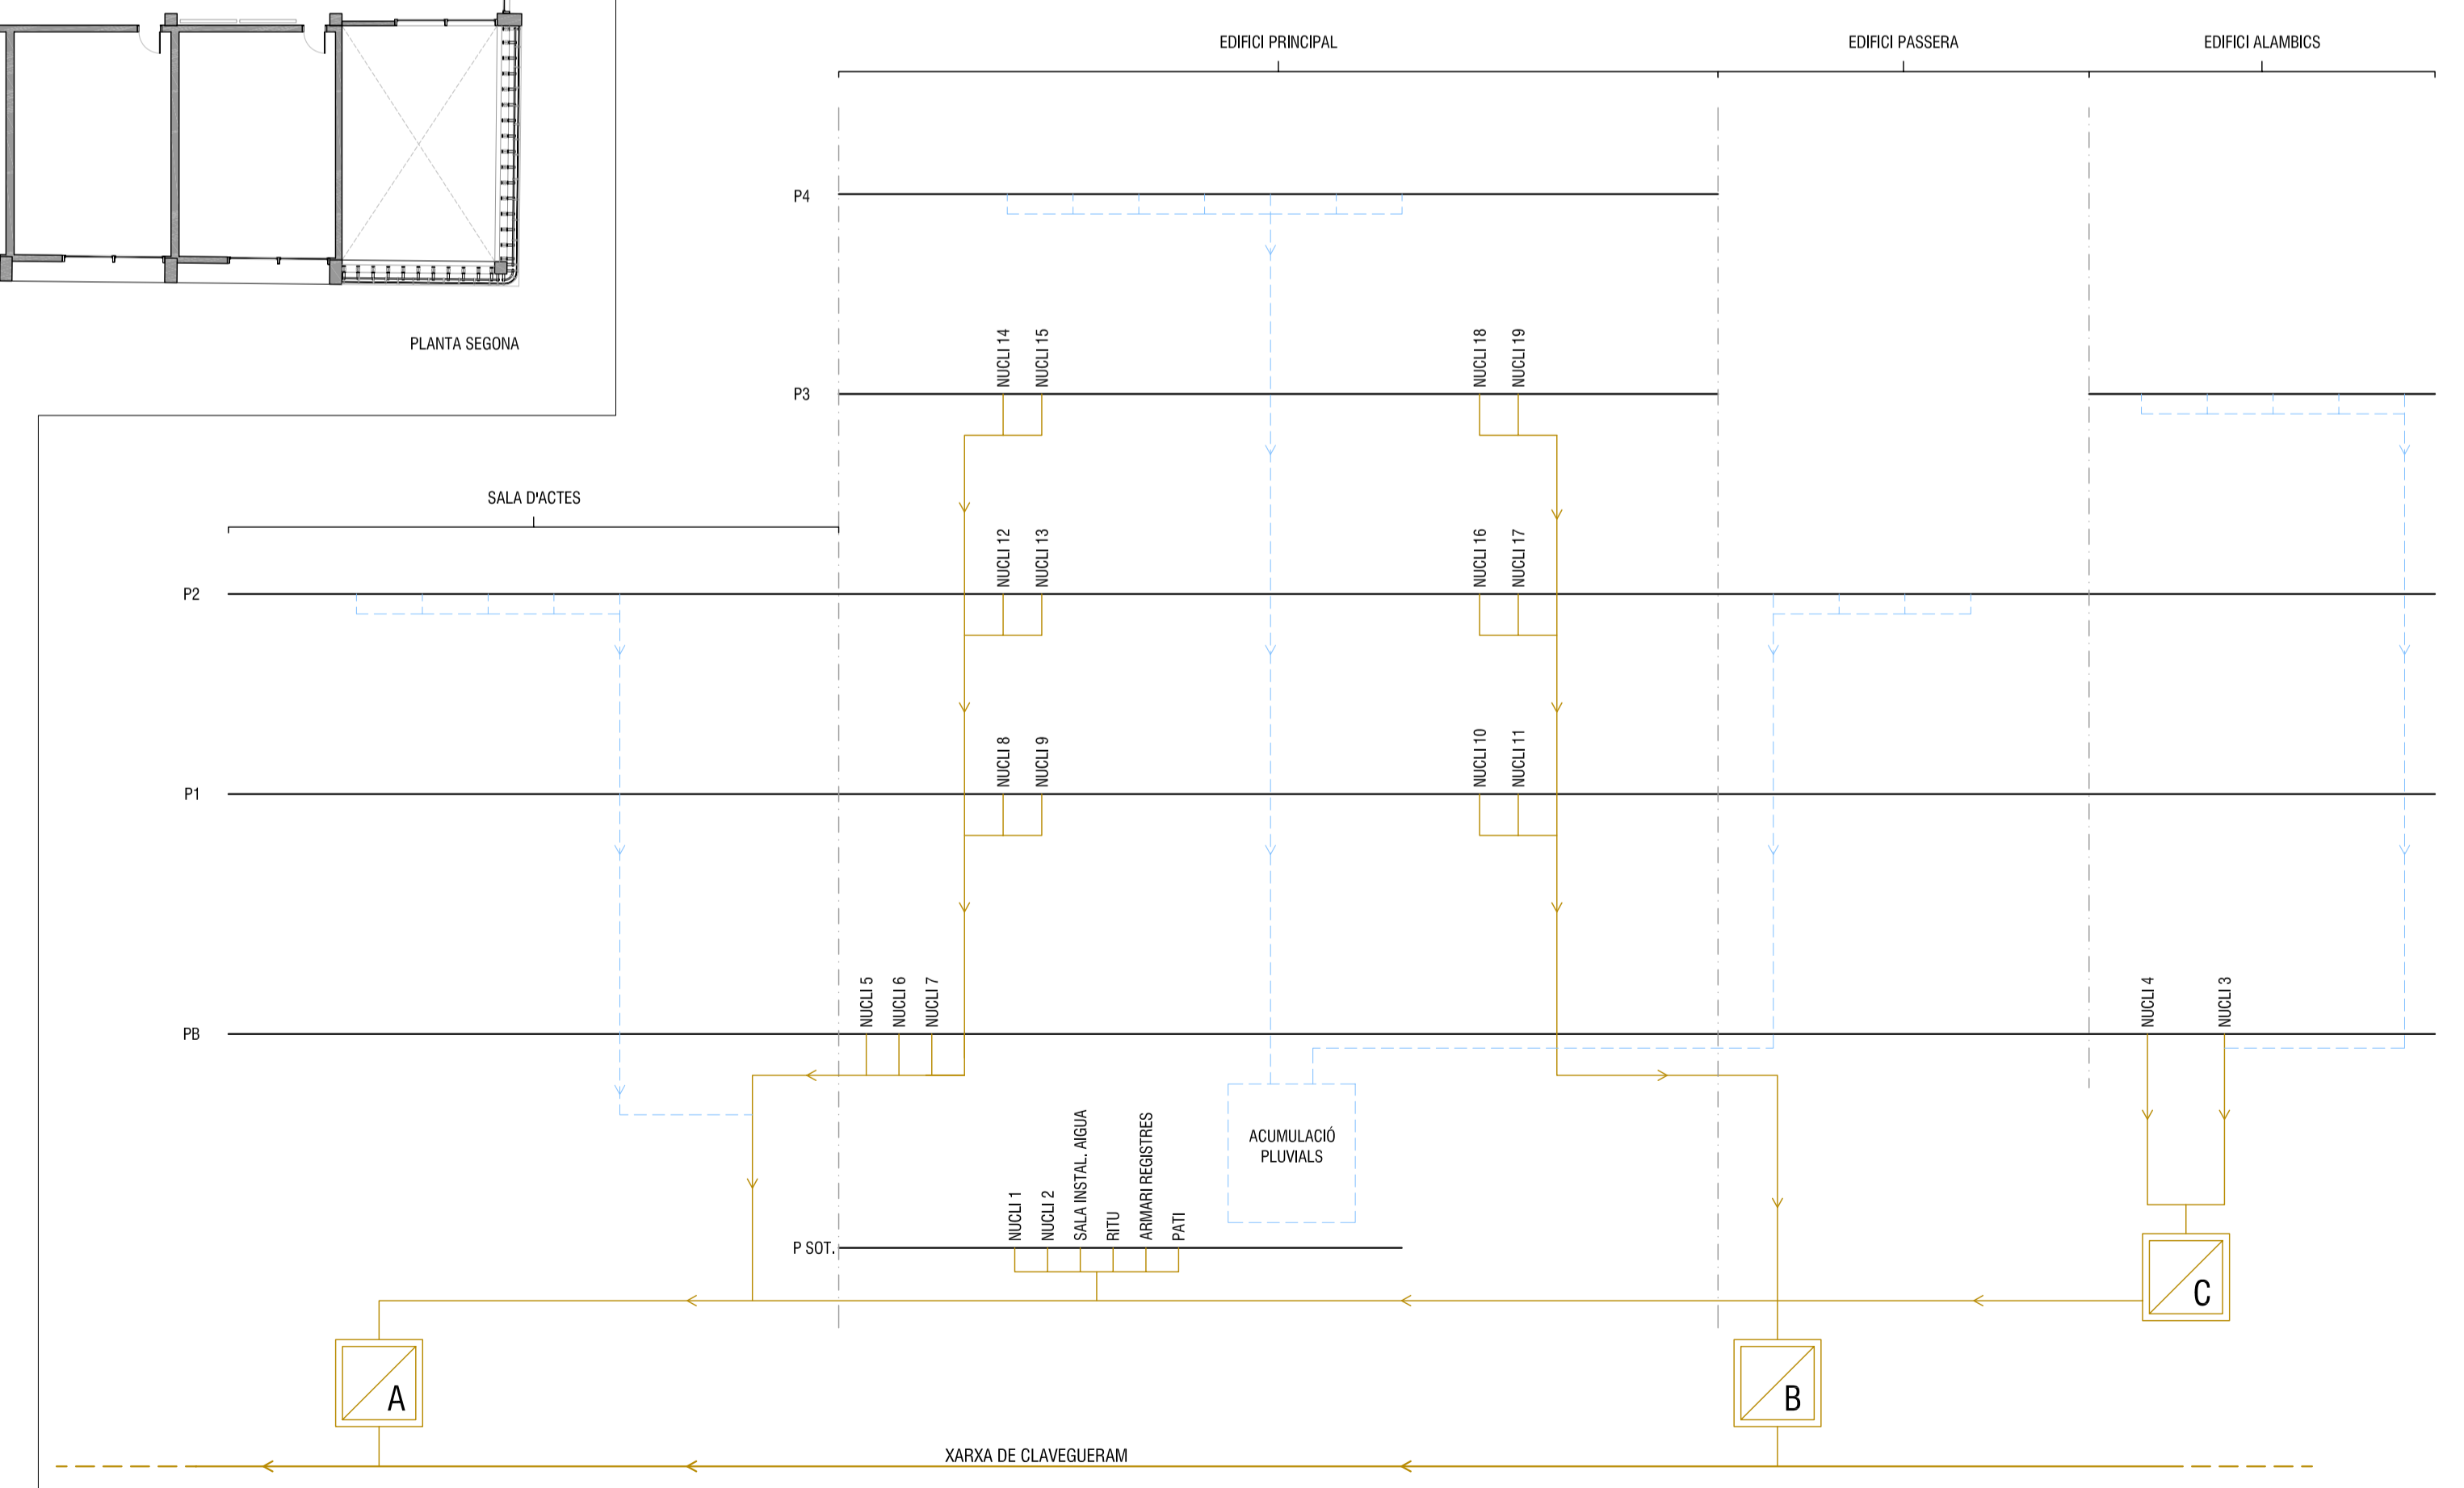 EDIFICI PRINCIPAL
EDIFICI PASSERA
EDIFICI ALAMBICS
P4
PLANTA SEGONA
NUCLI 14
NUCLI 15
NUCLI 18
NUCLI 19
P3
SALA D'ACTES
NUCLI 12
NUCLI 13
NUCLI 16
NUCLI 17
P2
NUCLI 8
NUCLI 9
NUCLI 10
NUCLI 11
P1
NUCLI 5
NUCLI 6
NUCLI 7
NUCLI 4
NUCLI 3
PB
ACUMULACIÓ
PLUVIALS
NUCLI 1
NUCLI 2
SALA INSTAL. AIGUA
RITU
ARMARI REGISTRES
PATI
P SOT.
C
A
B
XARXA DE CLAVEGUERAM